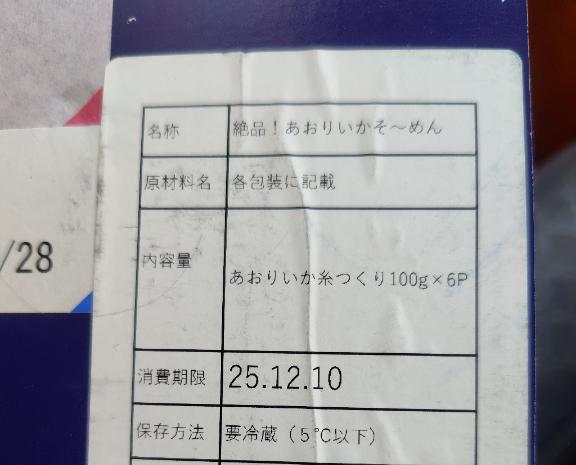 名称 絶品！あおりいかそ～めん
原材料名 各包装に記載
内容量 あおりいか糸つくり100g×6P
/28
消費期限 25.12.10
保存方法 要冷蔵（5℃以下）